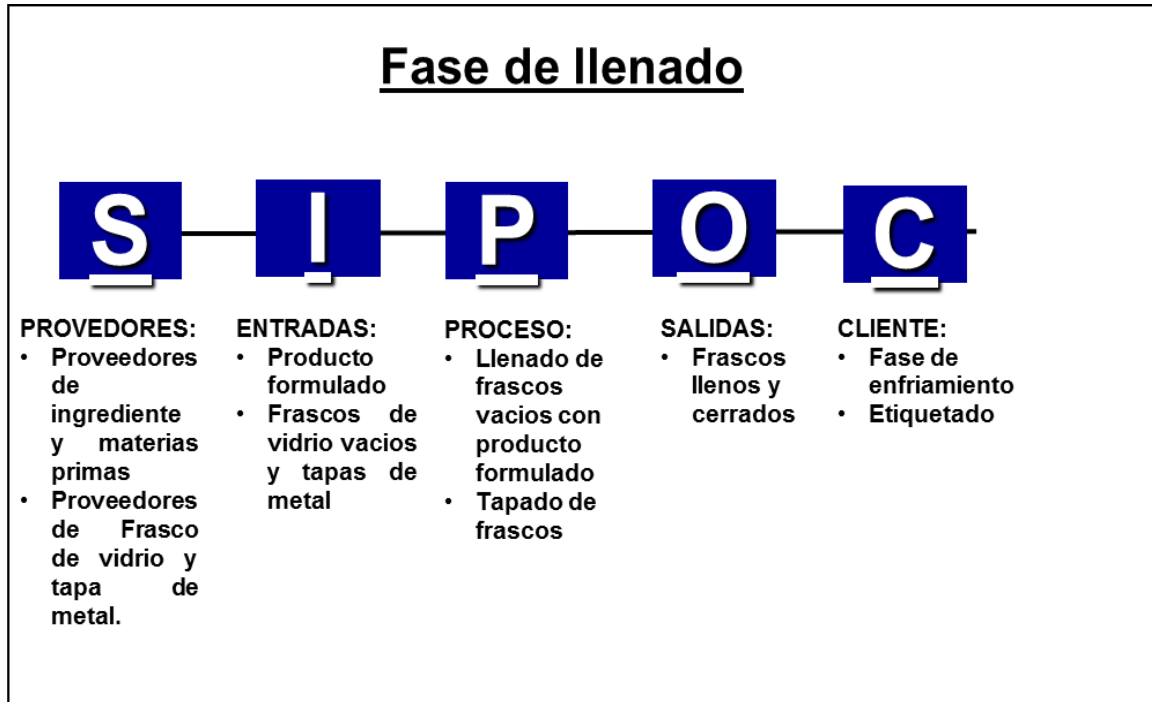 Fase de llenado
S
I
P
O
C
PROVEDORES:
• Proveedores
de
ingrediente
y materias
primas
• Proveedores
de Frasco
de vidrio y
tapa de
metal.
ENTRADAS:
• Producto
formulado
• Frascos de
vidrio vacios
y tapas de
metal
PROCESO:
• Llenado de
frascos
vacios con
producto
formulado
• Tapado de
frascos
SALIDAS:
• Frascos
llenos y
cerrados
CLIENTE:
• Fase de
enfriamiento
• Etiquetado